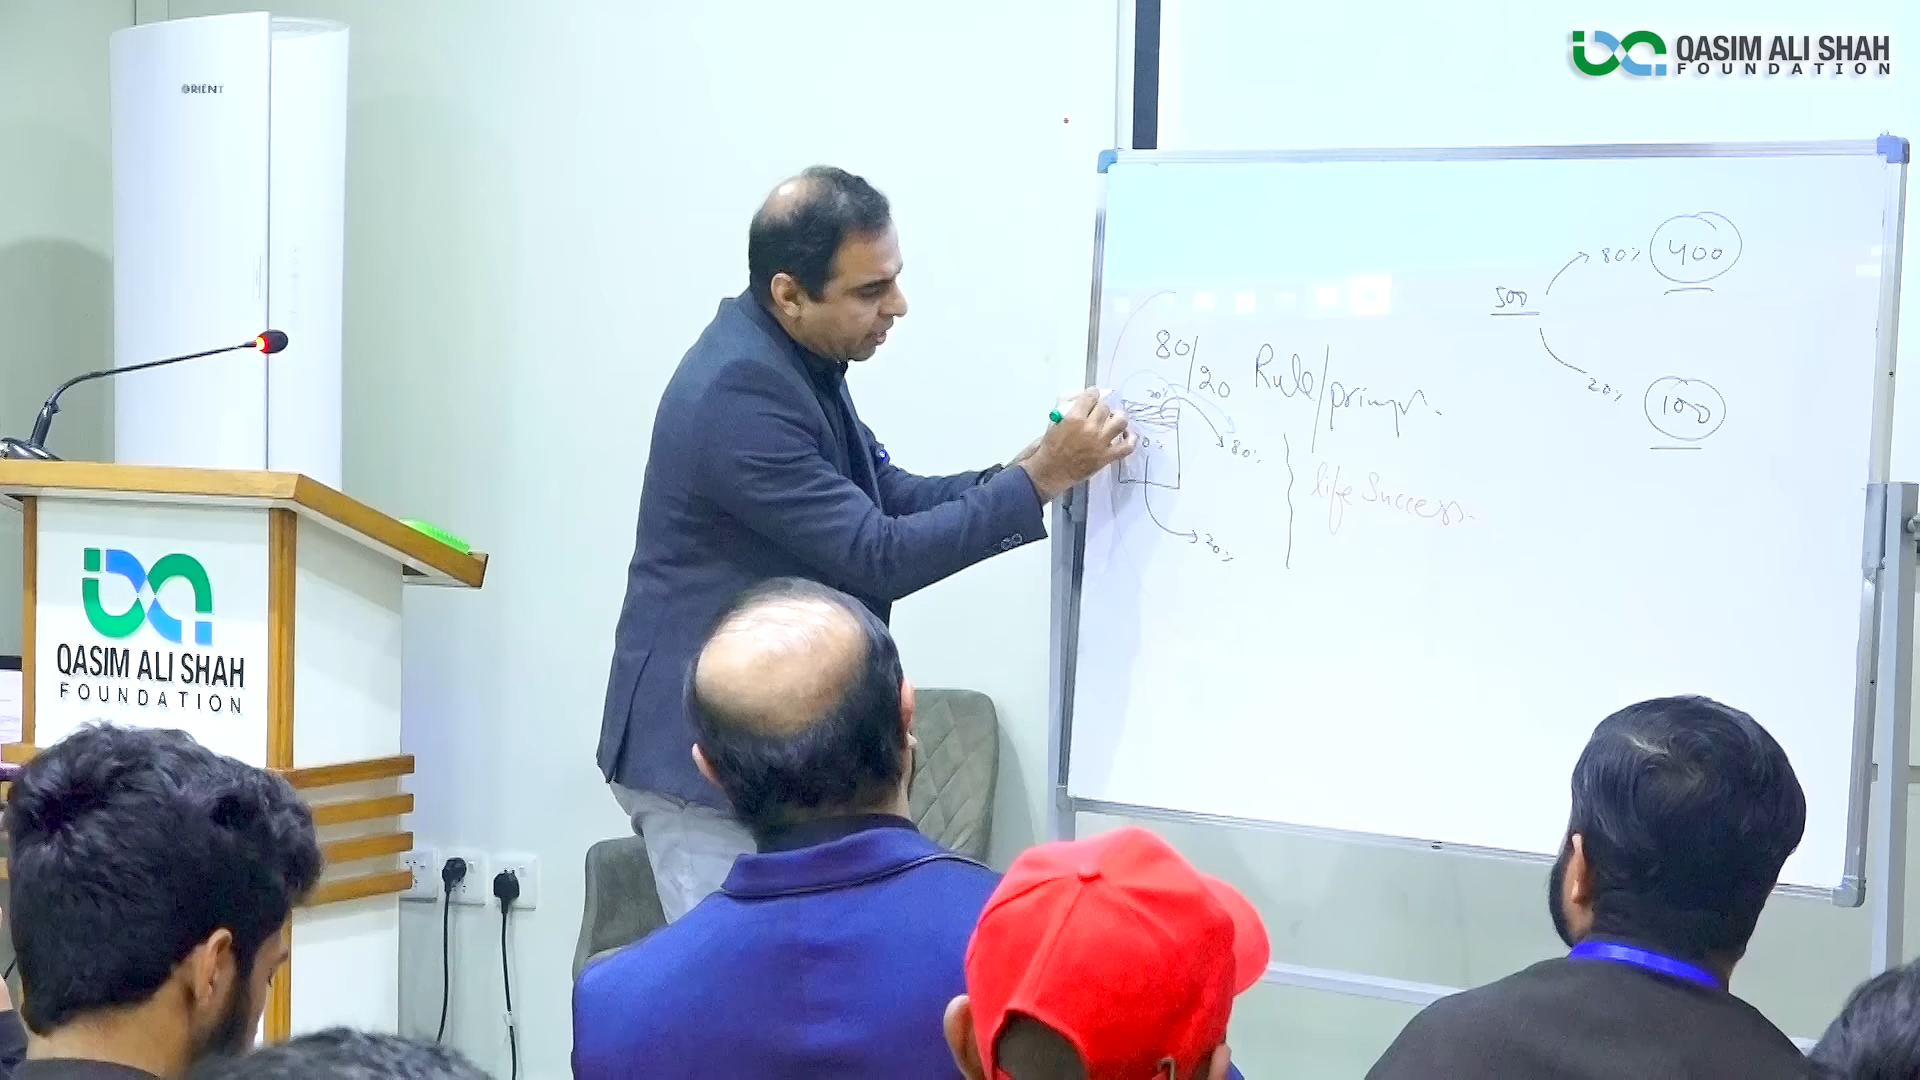 ORIENT
QASIM ALI SHAH
FOUNDATION
QASIM ALI SHAH
FOUNDATION
80/20 Rule/
20%
80%
20%
life Success
500
80% 400
20% 100